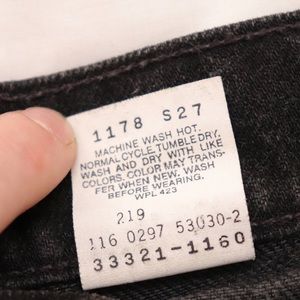 1178 S27
MACHINE WASH HOT.
NORMAL CYCLE. TUMBLE DRY.
WASH AND DRY WITH LIKE
COLORS. COLOR MAY TRANS-
FER WHEN NEW. WASH
BEFORE WEARING.
WPL 423
219
116 0297 53030-2
33321-1160